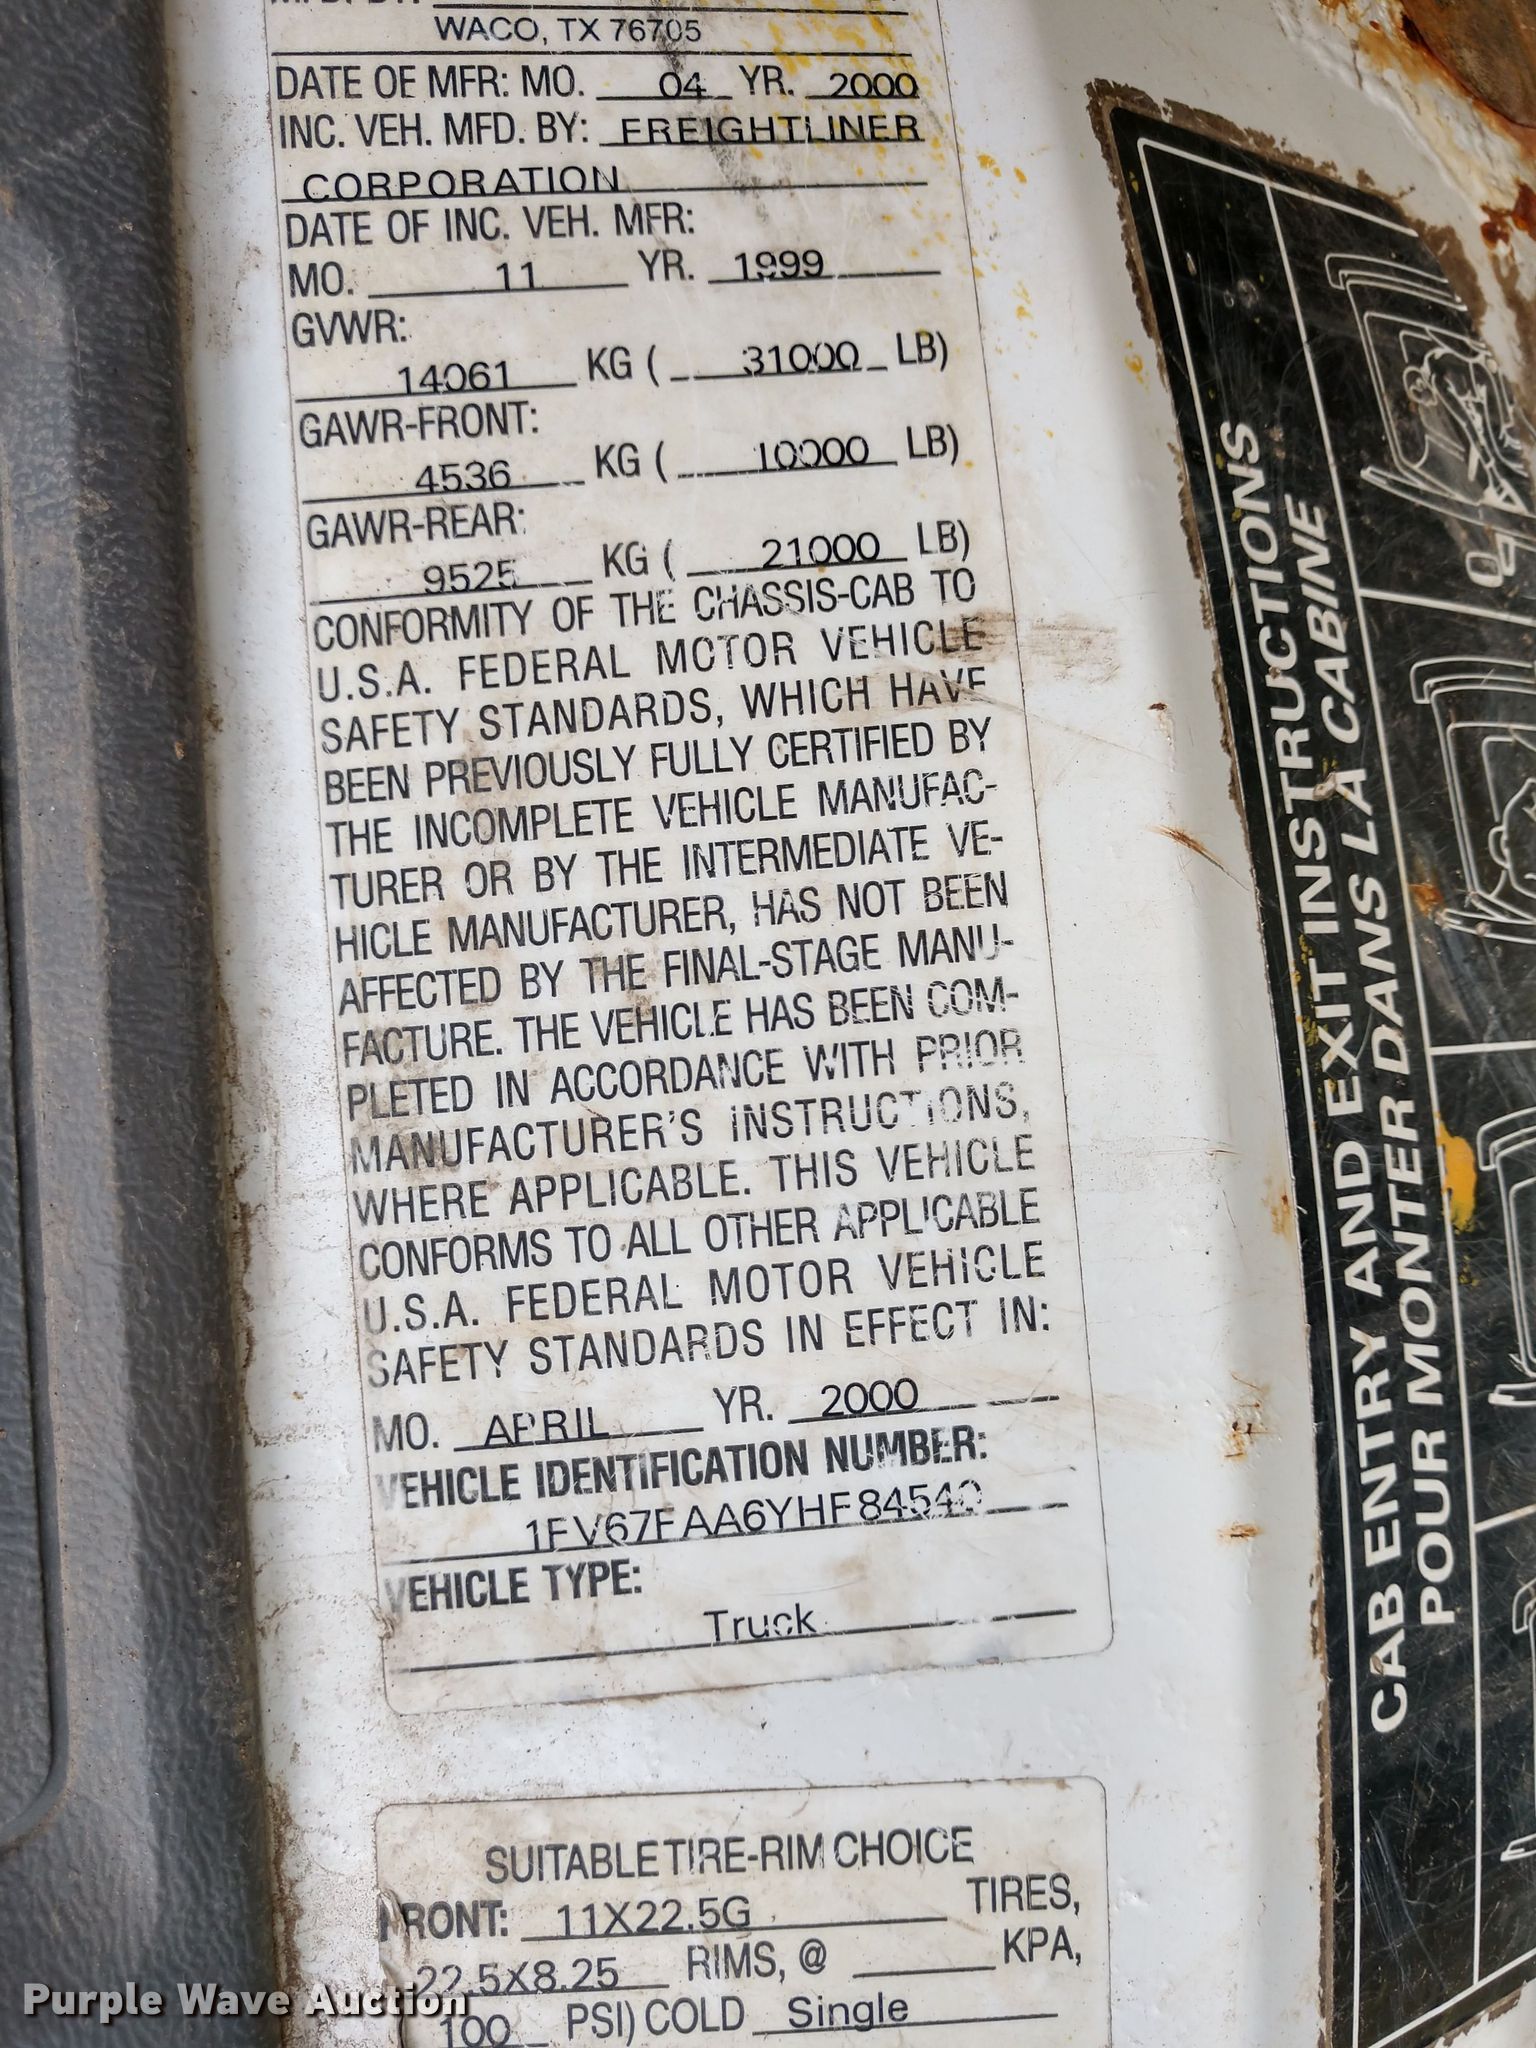 WACO, TX 76705
DATE OF MFR: MO. 04 YR. 2000
INC. VEH. MFD. BY: FREIGHTLINER
CORPORATION
DATE OF INC. VEH. MFR:
MO. 11 YR. 1999
GVWR:
14061 KG ( 31000 LB)
GAWR-FRONT:
4536 KG ( 10000 LB)
GAWR-REAR:
9525 KG ( 21000 LB)
CONFORMITY OF THE CHASSIS-CAB TO
U.S.A. FEDERAL MOTOR VEHICLE
SAFETY STANDARDS, WHICH HAVE
BEEN PREVIOUSLY FULLY CERTIFIED BY
THE INCOMPLETE VEHICLE MANUFAC-
TURER OR BY THE INTERMEDIATE VE-
HICLE MANUFACTURER, HAS NOT BEEN
AFFECTED BY THE FINAL-STAGE MANU-
FACTURE. THE VEHICLE HAS BEEN COM-
PLETED IN ACCORDANCE WITH PRIOR
MANUFACTURER'S INSTRUCTIONS,
WHERE APPLICABLE. THIS VEHICLE
CONFORMS TO ALL OTHER APPLICABLE
U.S.A. FEDERAL MOTOR VEHICLE
SAFETY STANDARDS IN EFFECT IN:
MO. APRIL YR. 2000
VEHICLE IDENTIFICATION NUMBER:
1FV67FAA6YHF84540
VEHICLE TYPE:
Truck
SUITABLE TIRE-RIM CHOICE
FRONT: 11X22.5G TIRES,
22.5X8.25 RIMS, @ KPA,
100 PSI) COLD Single
CAB ENTRY AND EXIT INSTRUCTIONS
POUR MONTER DANS LA CABINE
Purple Wave Auction